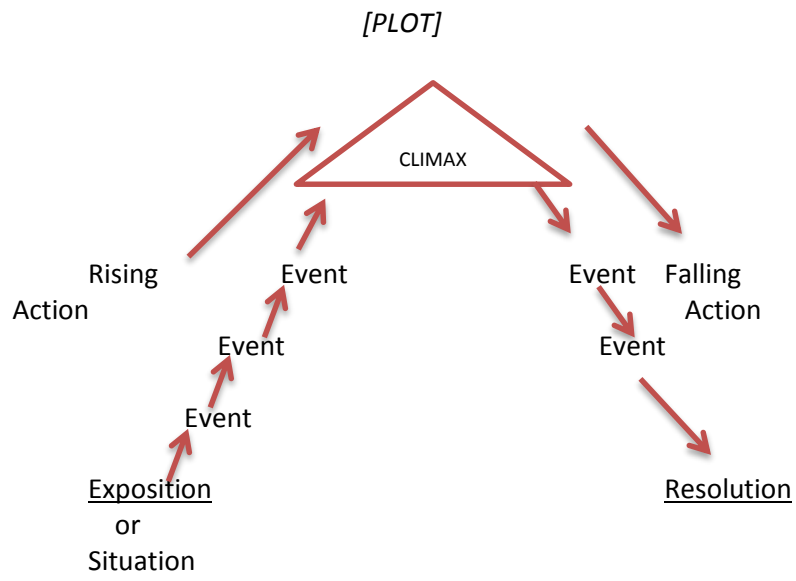 [PLOT]
CLIMAX
Rising Event Event Falling
Action Action
Event Event
Event
Exposition Resolution
or
Situation